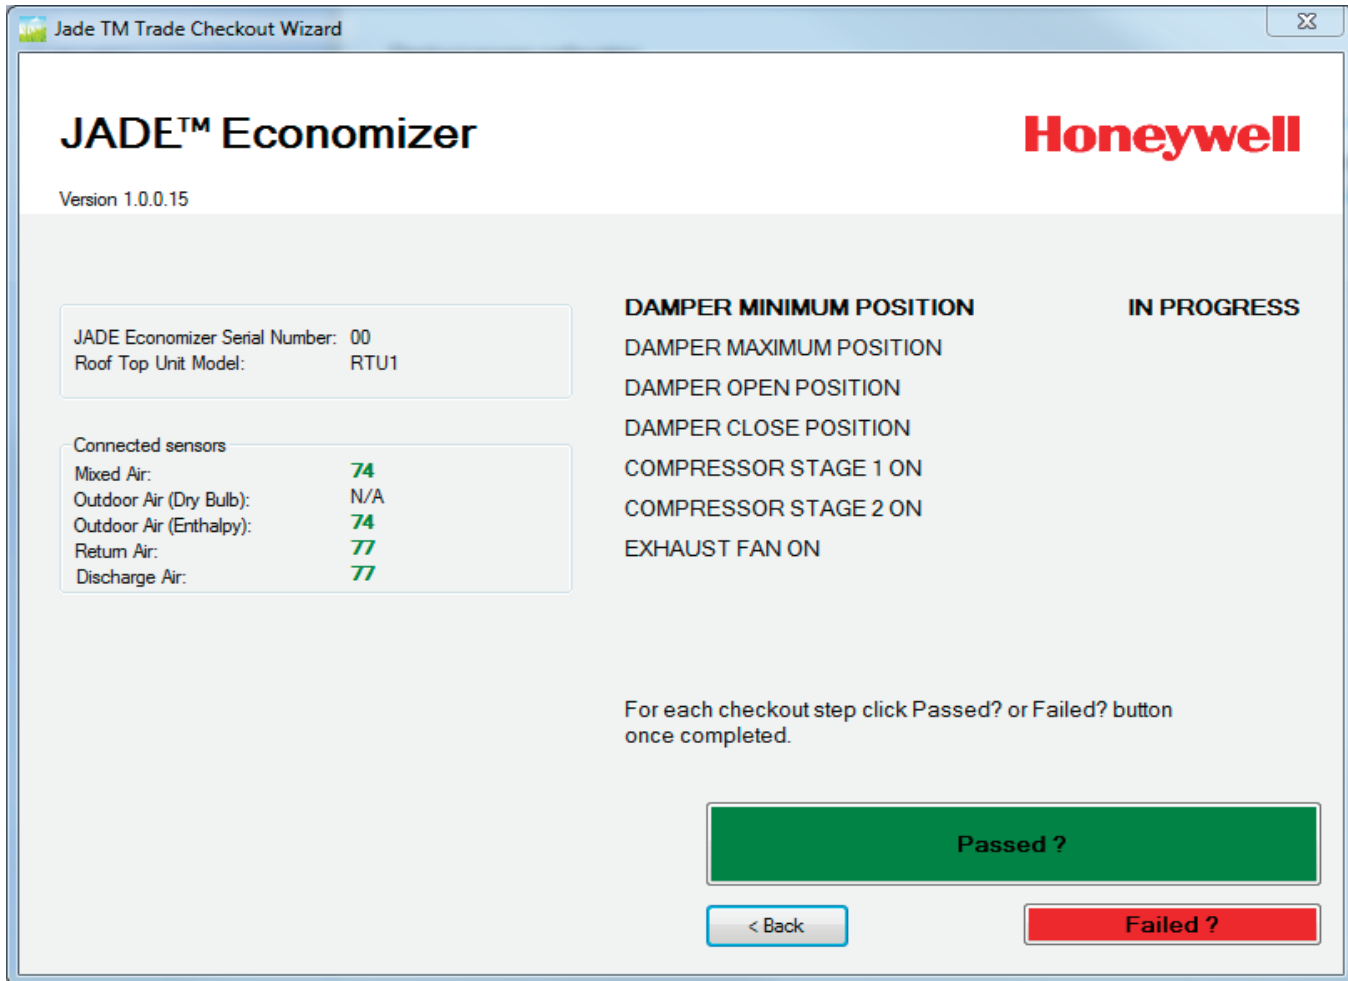 Jade TM Trade Checkout Wizard
JADE™ Economizer
Honeywell
Version 1.0.0.15
JADE Economizer Serial Number: 00
Roof Top Unit Model: RTU1
Connected sensors
Mixed Air: 74
Outdoor Air (Dry Bulb): N/A
Outdoor Air (Enthalpy): 74
Return Air: 77
Discharge Air: 77
DAMPER MINIMUM POSITION IN PROGRESS
DAMPER MAXIMUM POSITION
DAMPER OPEN POSITION
DAMPER CLOSE POSITION
COMPRESSOR STAGE 1 ON
COMPRESSOR STAGE 2 ON
EXHAUST FAN ON
For each checkout step click Passed? or Failed? button
once completed.
Passed ?
< Back
Failed ?